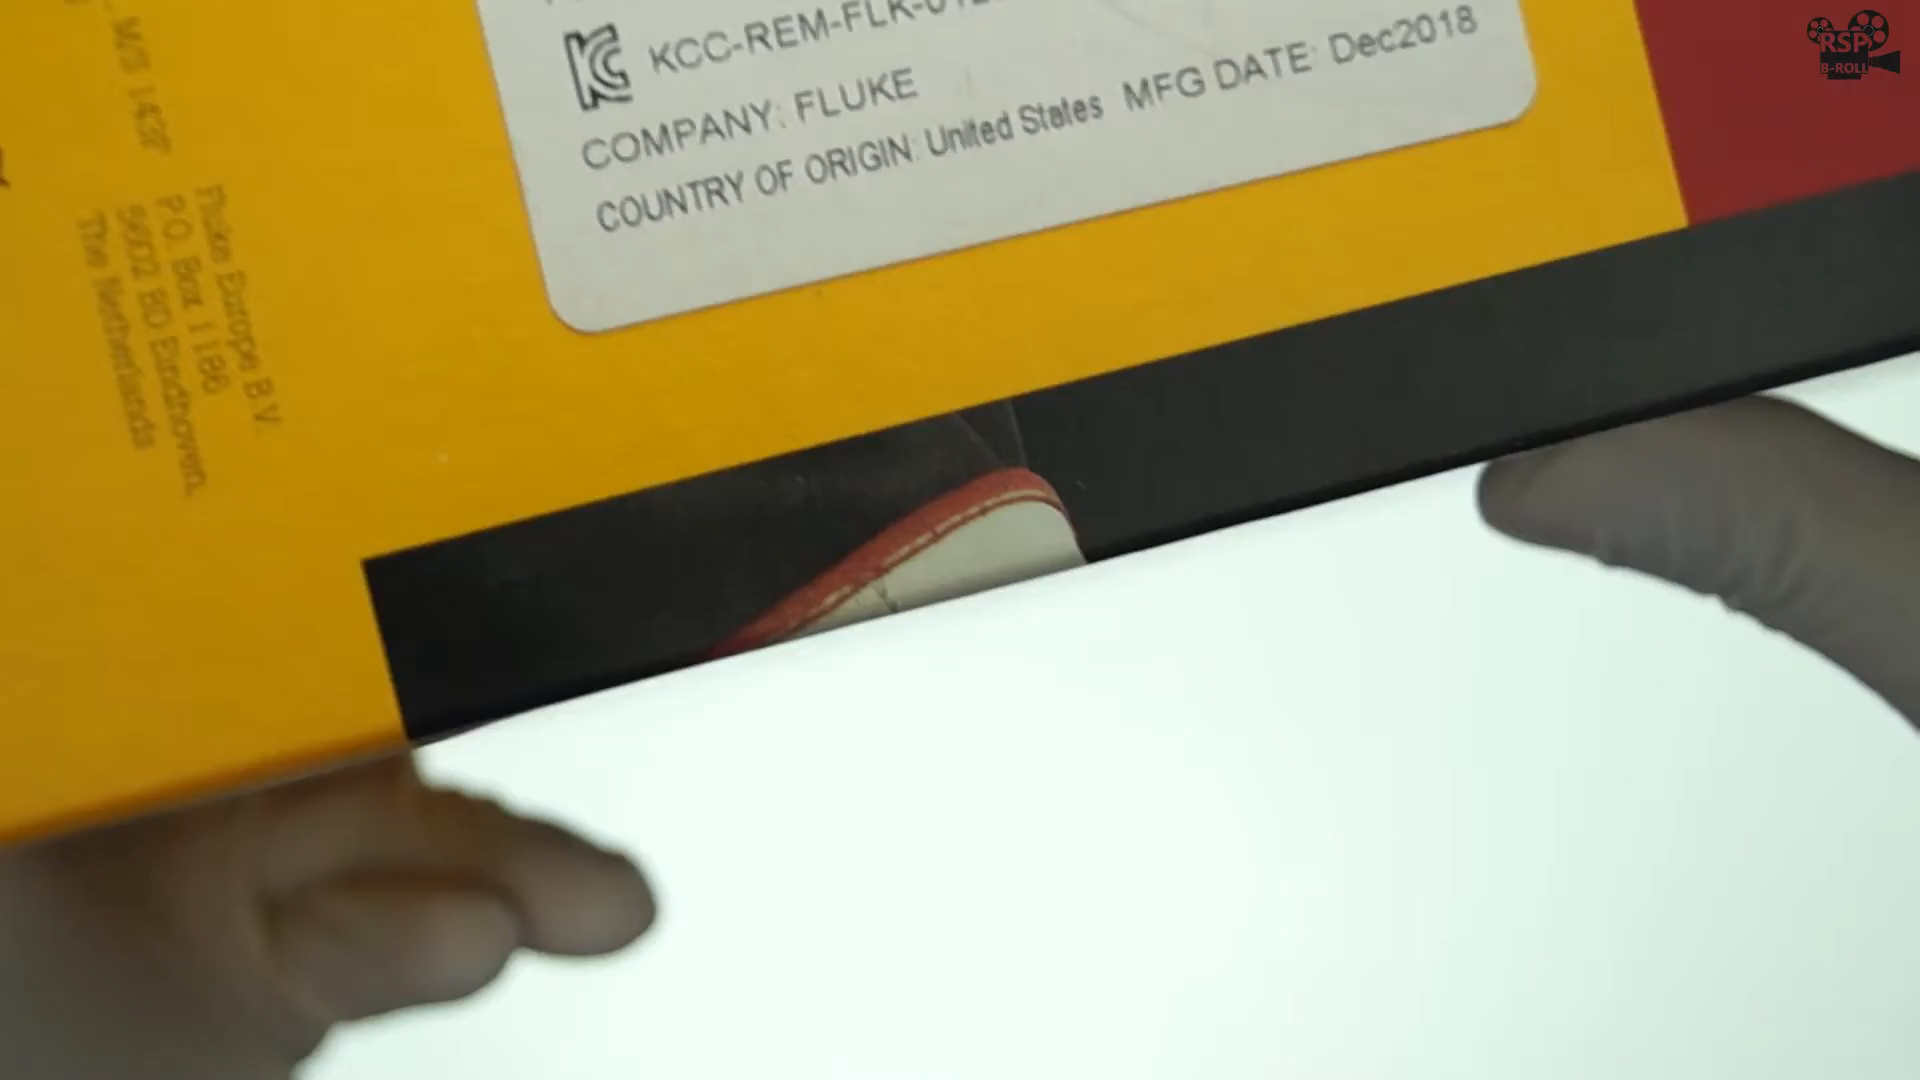 KCC-REM-FLK-
COMPANY: FLUKE
COUNTRY OF ORIGIN: United States MFG DATE: Dec2018
Fluke Europe B.V.
P.O. Box 1186
5602 BD Eindhoven,
The Netherlands
RSP
B-ROLL